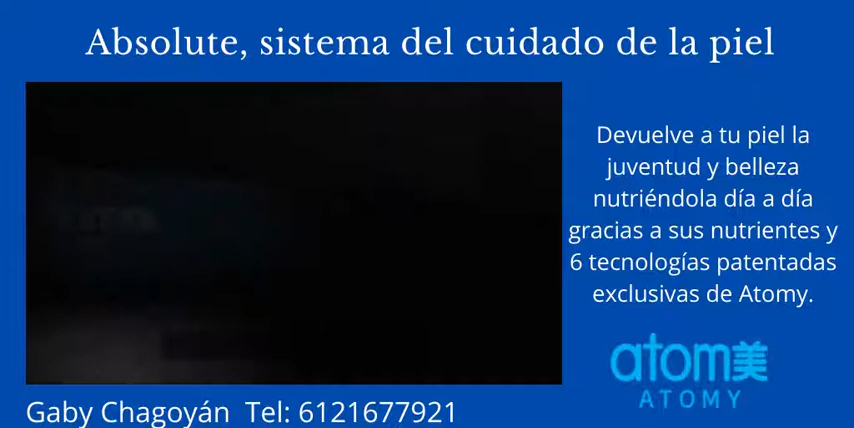 Absolute, sistema del cuidado de la piel
Devuelve a tu piel la
juventud y belleza
nutriéndola día a día
gracias a sus nutrientes y
6 tecnologías patentadas
exclusivas de Atomy.
atom美
ATOMY
Gaby Chagoyán Tel: 6121677921